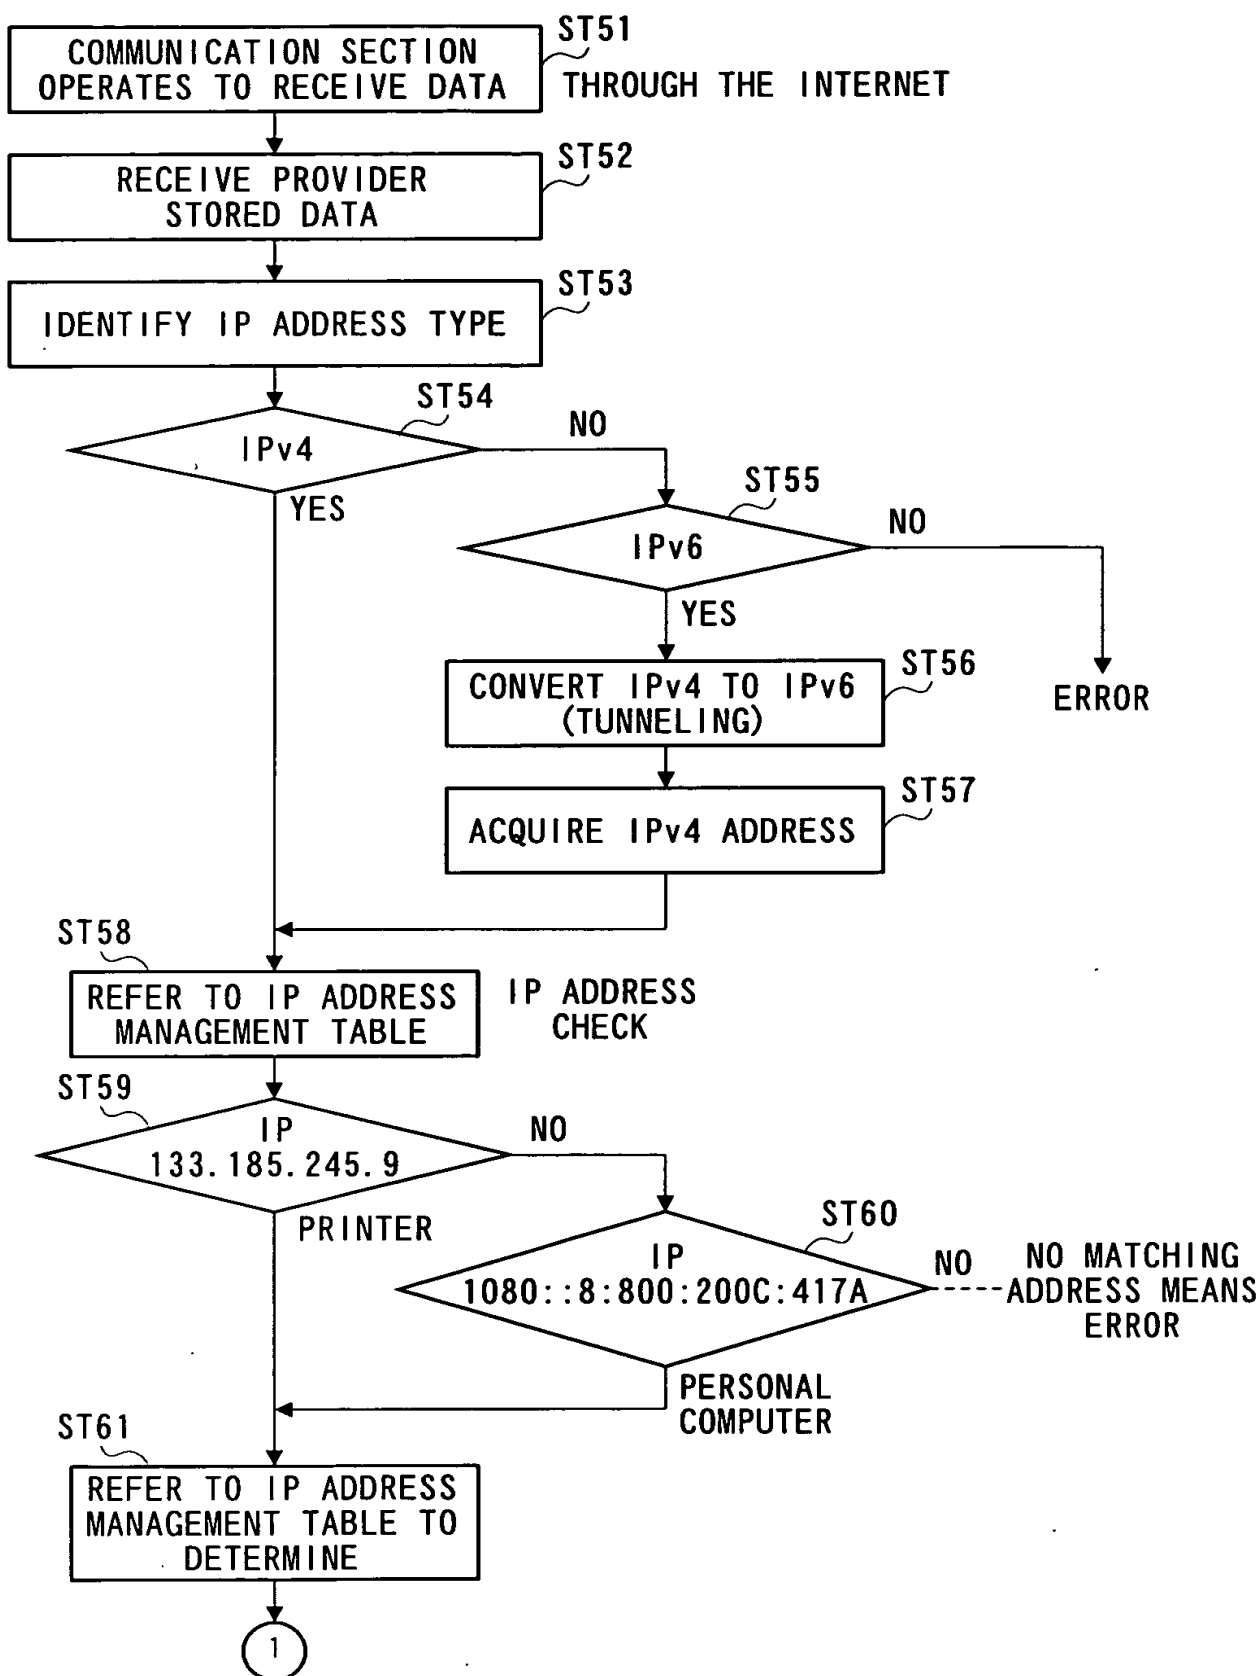 ST51
COMMUNICATION SECTION
OPERATES TO RECEIVE DATA
THROUGH THE INTERNET
ST52
RECEIVE PROVIDER
STORED DATA
ST53
IDENTIFY IP ADDRESS TYPE
ST54
IPv4
NO
YES
ST55
IPv6
NO
YES
ERROR
ST56
CONVERT IPv4 TO IPv6
(TUNNELING)
ST57
ACQUIRE IPv4 ADDRESS
ST58
REFER TO IP ADDRESS
MANAGEMENT TABLE
IP ADDRESS
CHECK
ST59
IP
133.185.245.9
NO
PRINTER
ST60
IP
1080::8:800:200C:417A
NO
NO MATCHING
ADDRESS MEANS
ERROR
PERSONAL
COMPUTER
ST61
REFER TO IP ADDRESS
MANAGEMENT TABLE TO
DETERMINE
1